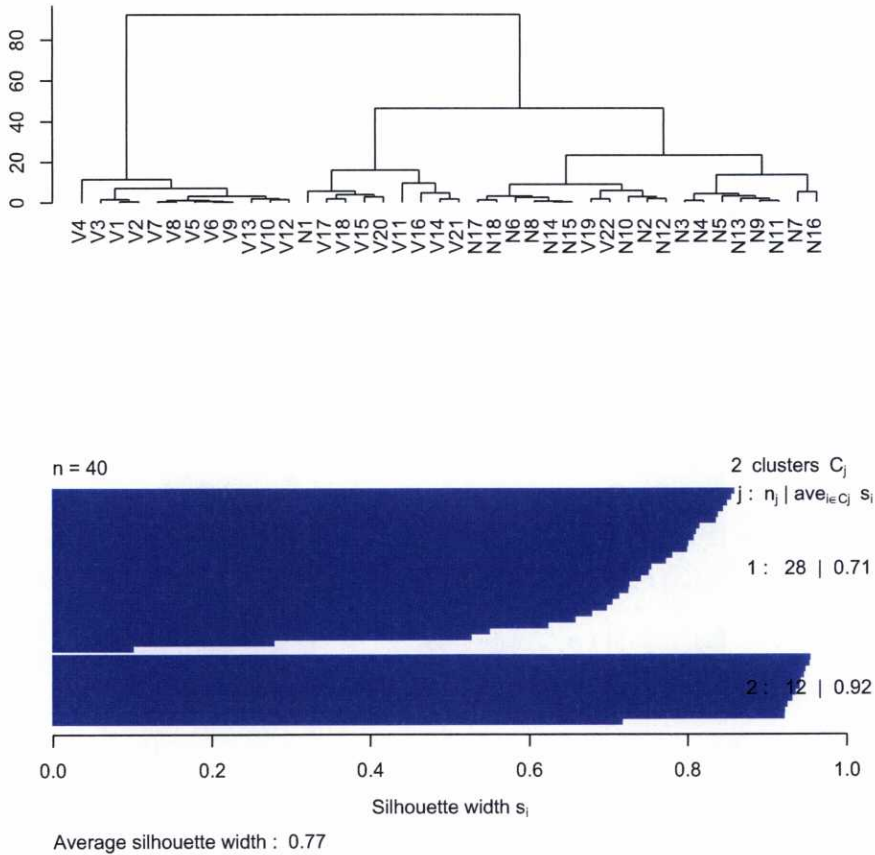 80
60
40
20
0
V4 V3 V1 V2 V7 V8 V5 V6 V9 V13 V10 V12 N1 V17 V18 V15 V20 V11 V16 V14 V21 N17 N18 N6 N8 N14 N15 V19 V22 N10 N2 N12 N3 N4 N5 N13 N9 N11 N7 N16
n = 40
2 clusters Cj
j : nj | avei∈Cj si
1 : 28 | 0.71
2 : 12 | 0.92
0.0 0.2 0.4 0.6 0.8 1.0
Silhouette width si
Average silhouette width : 0.77